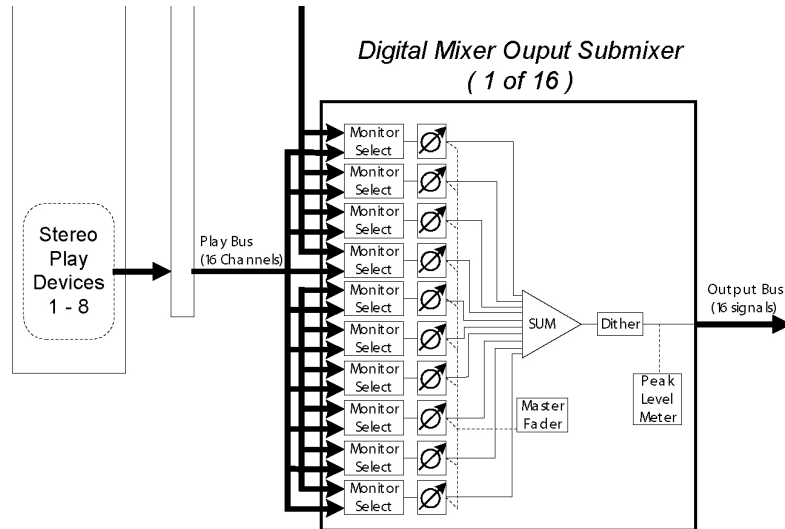 Digital Mixer Ouput Submixer
( 1 of 16 )
Stereo
Play
Devices
1 - 8
Play Bus
(16 Channels)
Monitor
Select
Monitor
Select
Monitor
Select
Monitor
Select
Monitor
Select
Monitor
Select
Monitor
Select
Monitor
Select
Monitor
Select
Monitor
Select
SUM
Dither
Master
Fader
Peak
Level
Meter
Output Bus
(16 signals)